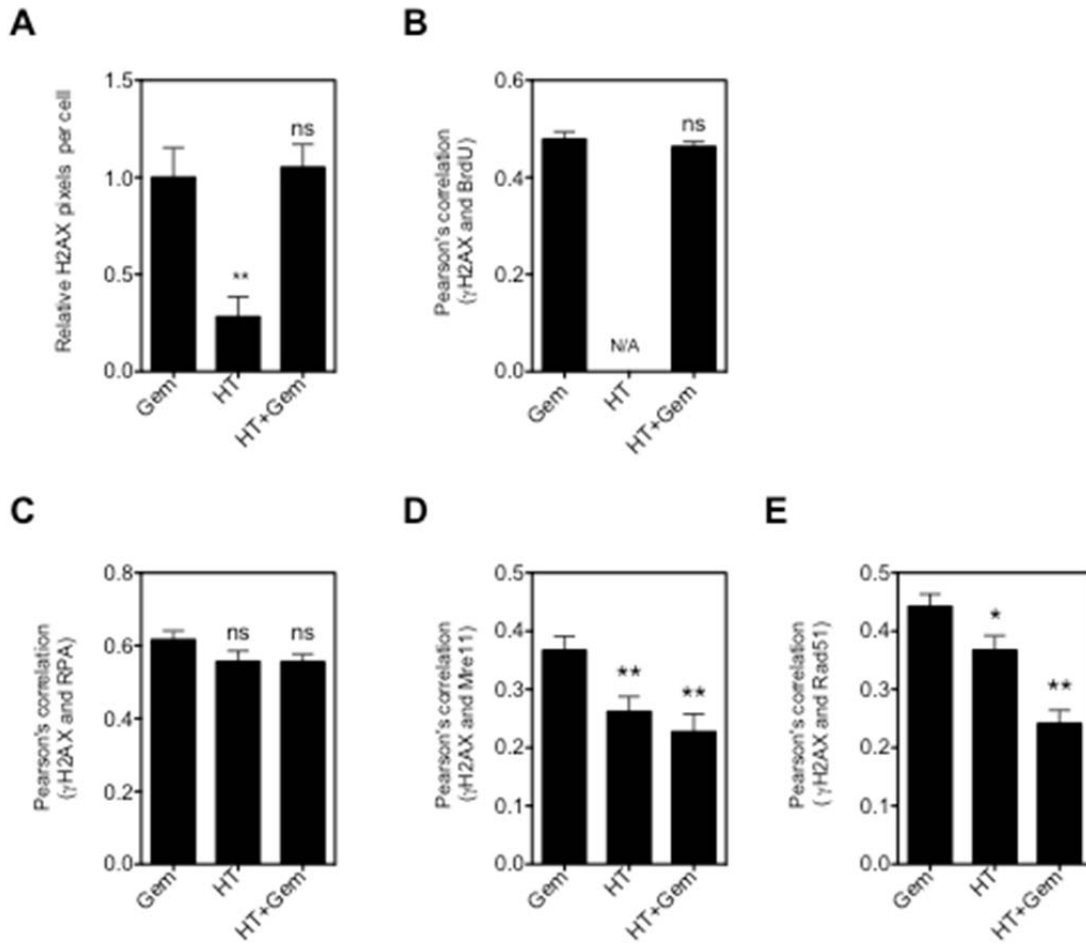 A
Relative H2AX pixels per cell
1.5
1.0
0.5
0.0
**
ns
Gem
HT
HT+Gem
B
Pearson's correlation
(γH2AX and BrdU)
0.6
0.4
0.2
0.0
N/A
ns
Gem
HT
HT+Gem
C
Pearson's correlation
(γH2AX and RPA)
0.8
0.6
0.4
0.2
0.0
ns
ns
Gem
HT
HT+Gem
D
Pearson's correlation
(γH2AX and Mre11)
0.5
0.4
0.3
0.2
0.1
0.0
**
**
Gem
HT
HT+Gem
E
Pearson's correlation
( γH2AX and Rad51)
0.5
0.4
0.3
0.2
0.1
0.0
*
**
Gem
HT
HT+Gem